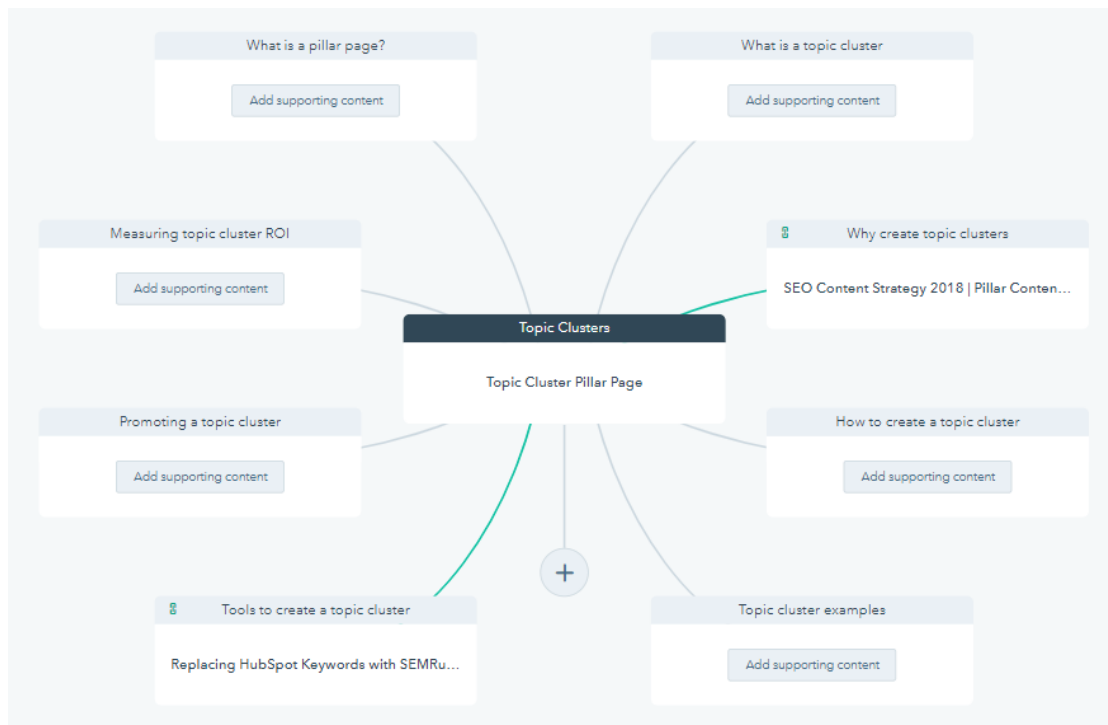 What is a pillar page?
Add supporting content
What is a topic cluster
Add supporting content
Measuring topic cluster ROI
Add supporting content
Why create topic clusters
SEO Content Strategy 2018 | Pillar Conten...
Topic Clusters
Topic Cluster Pillar Page
Promoting a topic cluster
Add supporting content
How to create a topic cluster
Add supporting content
Tools to create a topic cluster
Replacing HubSpot Keywords with SEMRu...
Topic cluster examples
Add supporting content